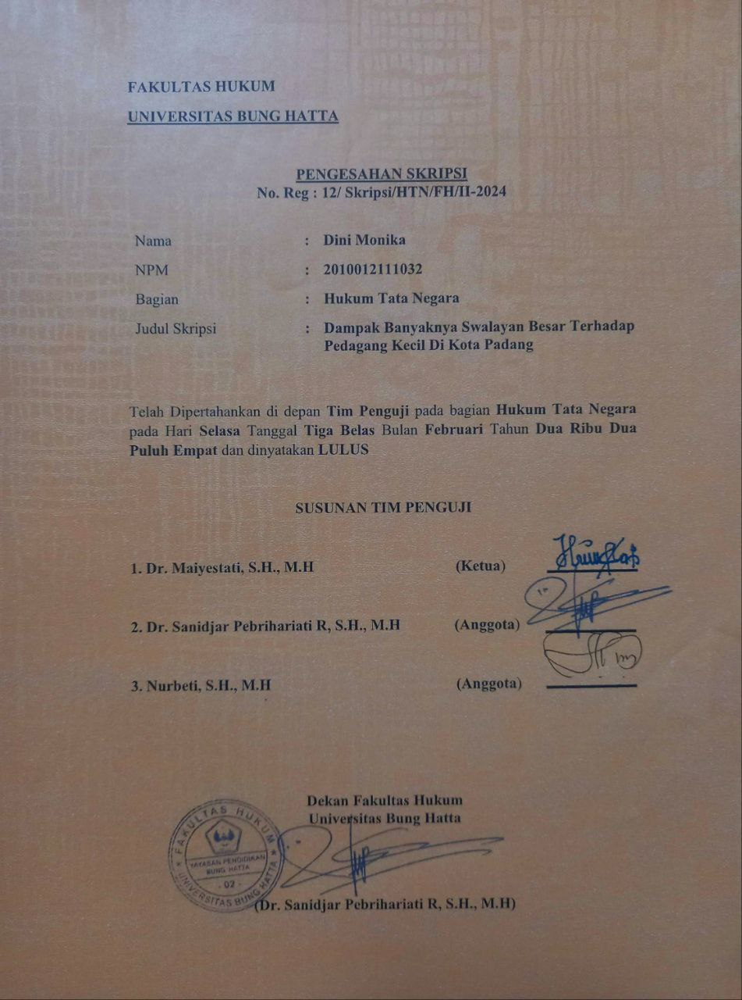 FAKULTAS HUKUM
UNIVERSITAS BUNG HATTA
PENGESAHAN SKRIPSI
No. Reg : 12/ Skripsi/HTN/FH/II-2024
Nama : Dini Monika
NPM : 2010012111032
Bagian : Hukum Tata Negara
Judul Skripsi : Dampak Banyaknya Swalayan Besar Terhadap
Pedagang Kecil Di Kota Padang
Telah Dipertahankan di depan Tim Penguji pada bagian Hukum Tata Negara
pada Hari Selasa Tanggal Tiga Belas Bulan Februari Tahun Dua Ribu Dua
Puluh Empat dan dinyatakan LULUS
SUSUNAN TIM PENGUJI
1. Dr. Maiyestati, S.H., M.H (Ketua)
2. Dr. Sanidjar Pebrihariati R, S.H., M.H (Anggota)
3. Nurbeti, S.H., M.H (Anggota)
Dekan Fakultas Hukum
Universitas Bung Hatta
FAKULTAS HUKUM
YAYASAN PENDIDIKAN
BUNG HATTA
- 02 -
UNIVERSITAS BUNG HATTA
(Dr. Sanidjar Pebrihariati R, S.H., M.H)